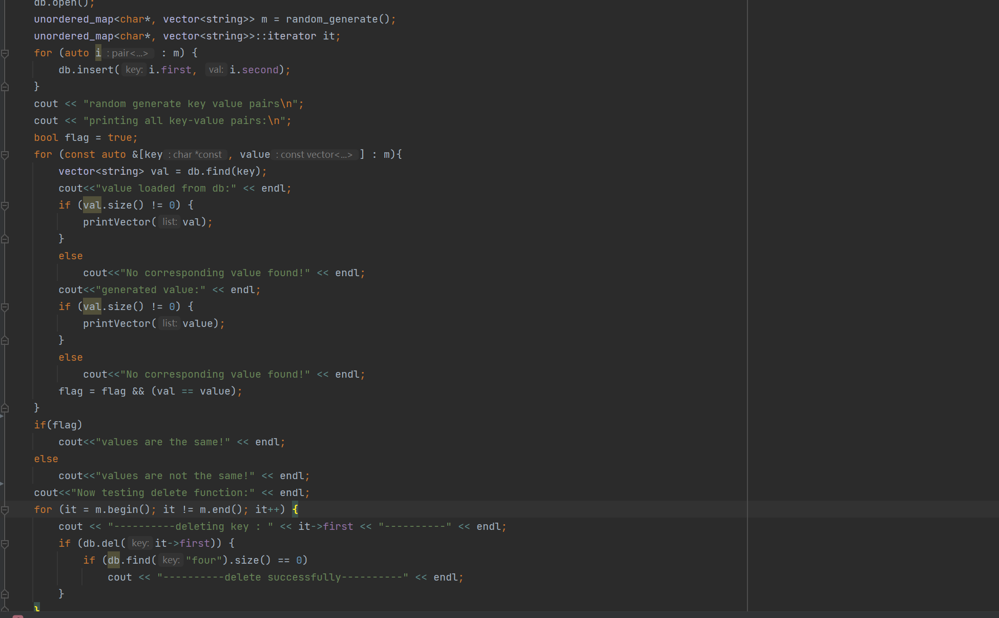 db.open();
unordered_map<char*, vector<string>> m = random_generate();
unordered_map<char*, vector<string>>::iterator it;
for (auto i : pair<...> : m) {
db.insert( key: i.first, val: i.second);
}
cout << "random generate key value pairs\n";
cout << "printing all key-value pairs:\n";
bool flag = true;
for (const auto &[key : char *const , value : const vector<...> ] : m){
vector<string> val = db.find(key);
cout<<"value loaded from db:" << endl;
if (val.size() != 0) {
printVector( list: val);
}
else
cout<<"No corresponding value found!" << endl;
cout<<"generated value:" << endl;
if (val.size() != 0) {
printVector( list: value);
}
else
cout<<"No corresponding value found!" << endl;
flag = flag && (val == value);
}
if(flag)
cout<<"values are the same!" << endl;
else
cout<<"values are not the same!" << endl;
cout<<"Now testing delete function:" << endl;
for (it = m.begin(); it != m.end(); it++) {
cout << "----------deleting key : " << it->first << "----------" << endl;
if (db.del( key: it->first)) {
if (db.find( key: "four").size() == 0)
cout << "----------delete successfully----------" << endl;
}
}